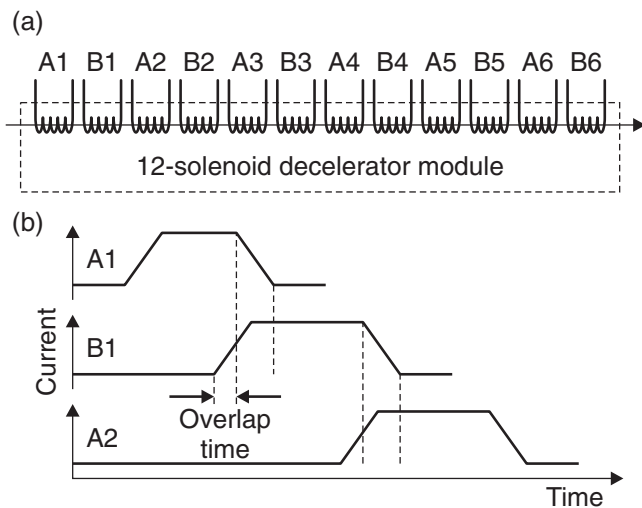 (a)
A1 B1 A2 B2 A3 B3 A4 B4 A5 B5 A6 B6
12-solenoid decelerator module
(b)
A1
B1
Current
Overlap
time
A2
Time